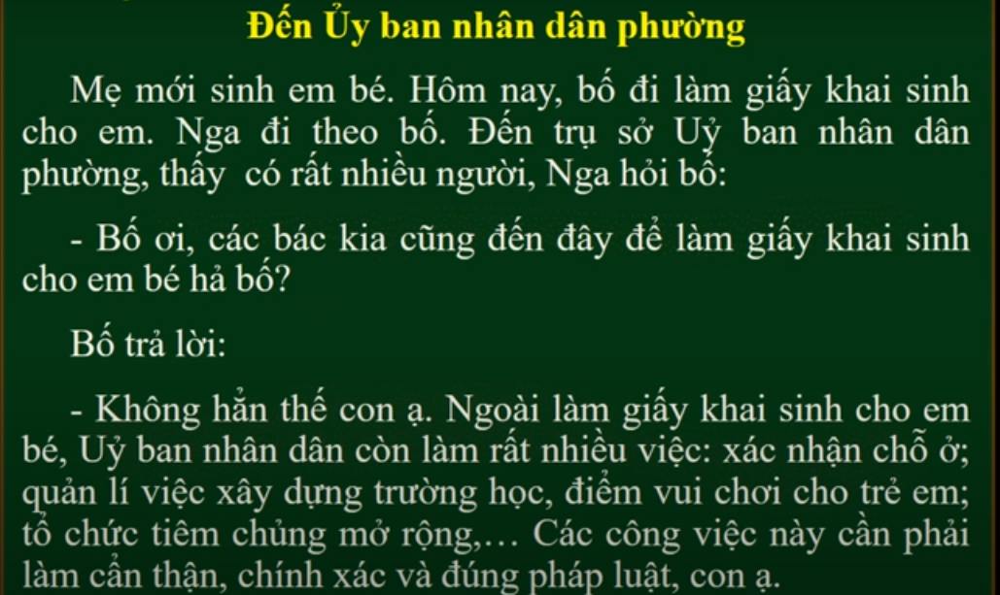 Đến Ủy ban nhân dân phường
Mẹ mới sinh em bé. Hôm nay, bố đi làm giấy khai sinh
cho em. Nga đi theo bố. Đến trụ sở Uỷ ban nhân dân
phường, thấy có rất nhiều người, Nga hỏi bố:
- Bố ơi, các bác kia cũng đến đây để làm giấy khai sinh
cho em bé hả bố?
Bố trả lời:
- Không hẳn thế con ạ. Ngoài làm giấy khai sinh cho em
bé, Uỷ ban nhân dân còn làm rất nhiều việc: xác nhận chỗ ở;
quản lí việc xây dựng trường học, điểm vui chơi cho trẻ em;
tổ chức tiêm chủng mở rộng,... Các công việc này cần phải
làm cẩn thận, chính xác và đúng pháp luật, con ạ.